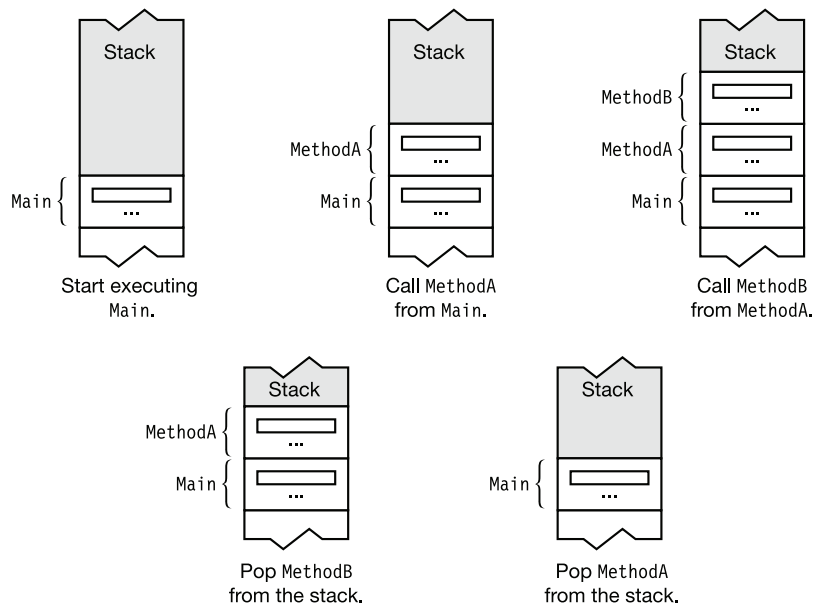 Stack
Main
...
Start executing
Main.
Stack
MethodA
...
Main
...
Call MethodA
from Main.
Stack
MethodB
...
MethodA
...
Main
...
Call MethodB
from MethodA.
Stack
MethodA
...
Main
...
Pop MethodB
from the stack.
Stack
Main
...
Pop MethodA
from the stack.